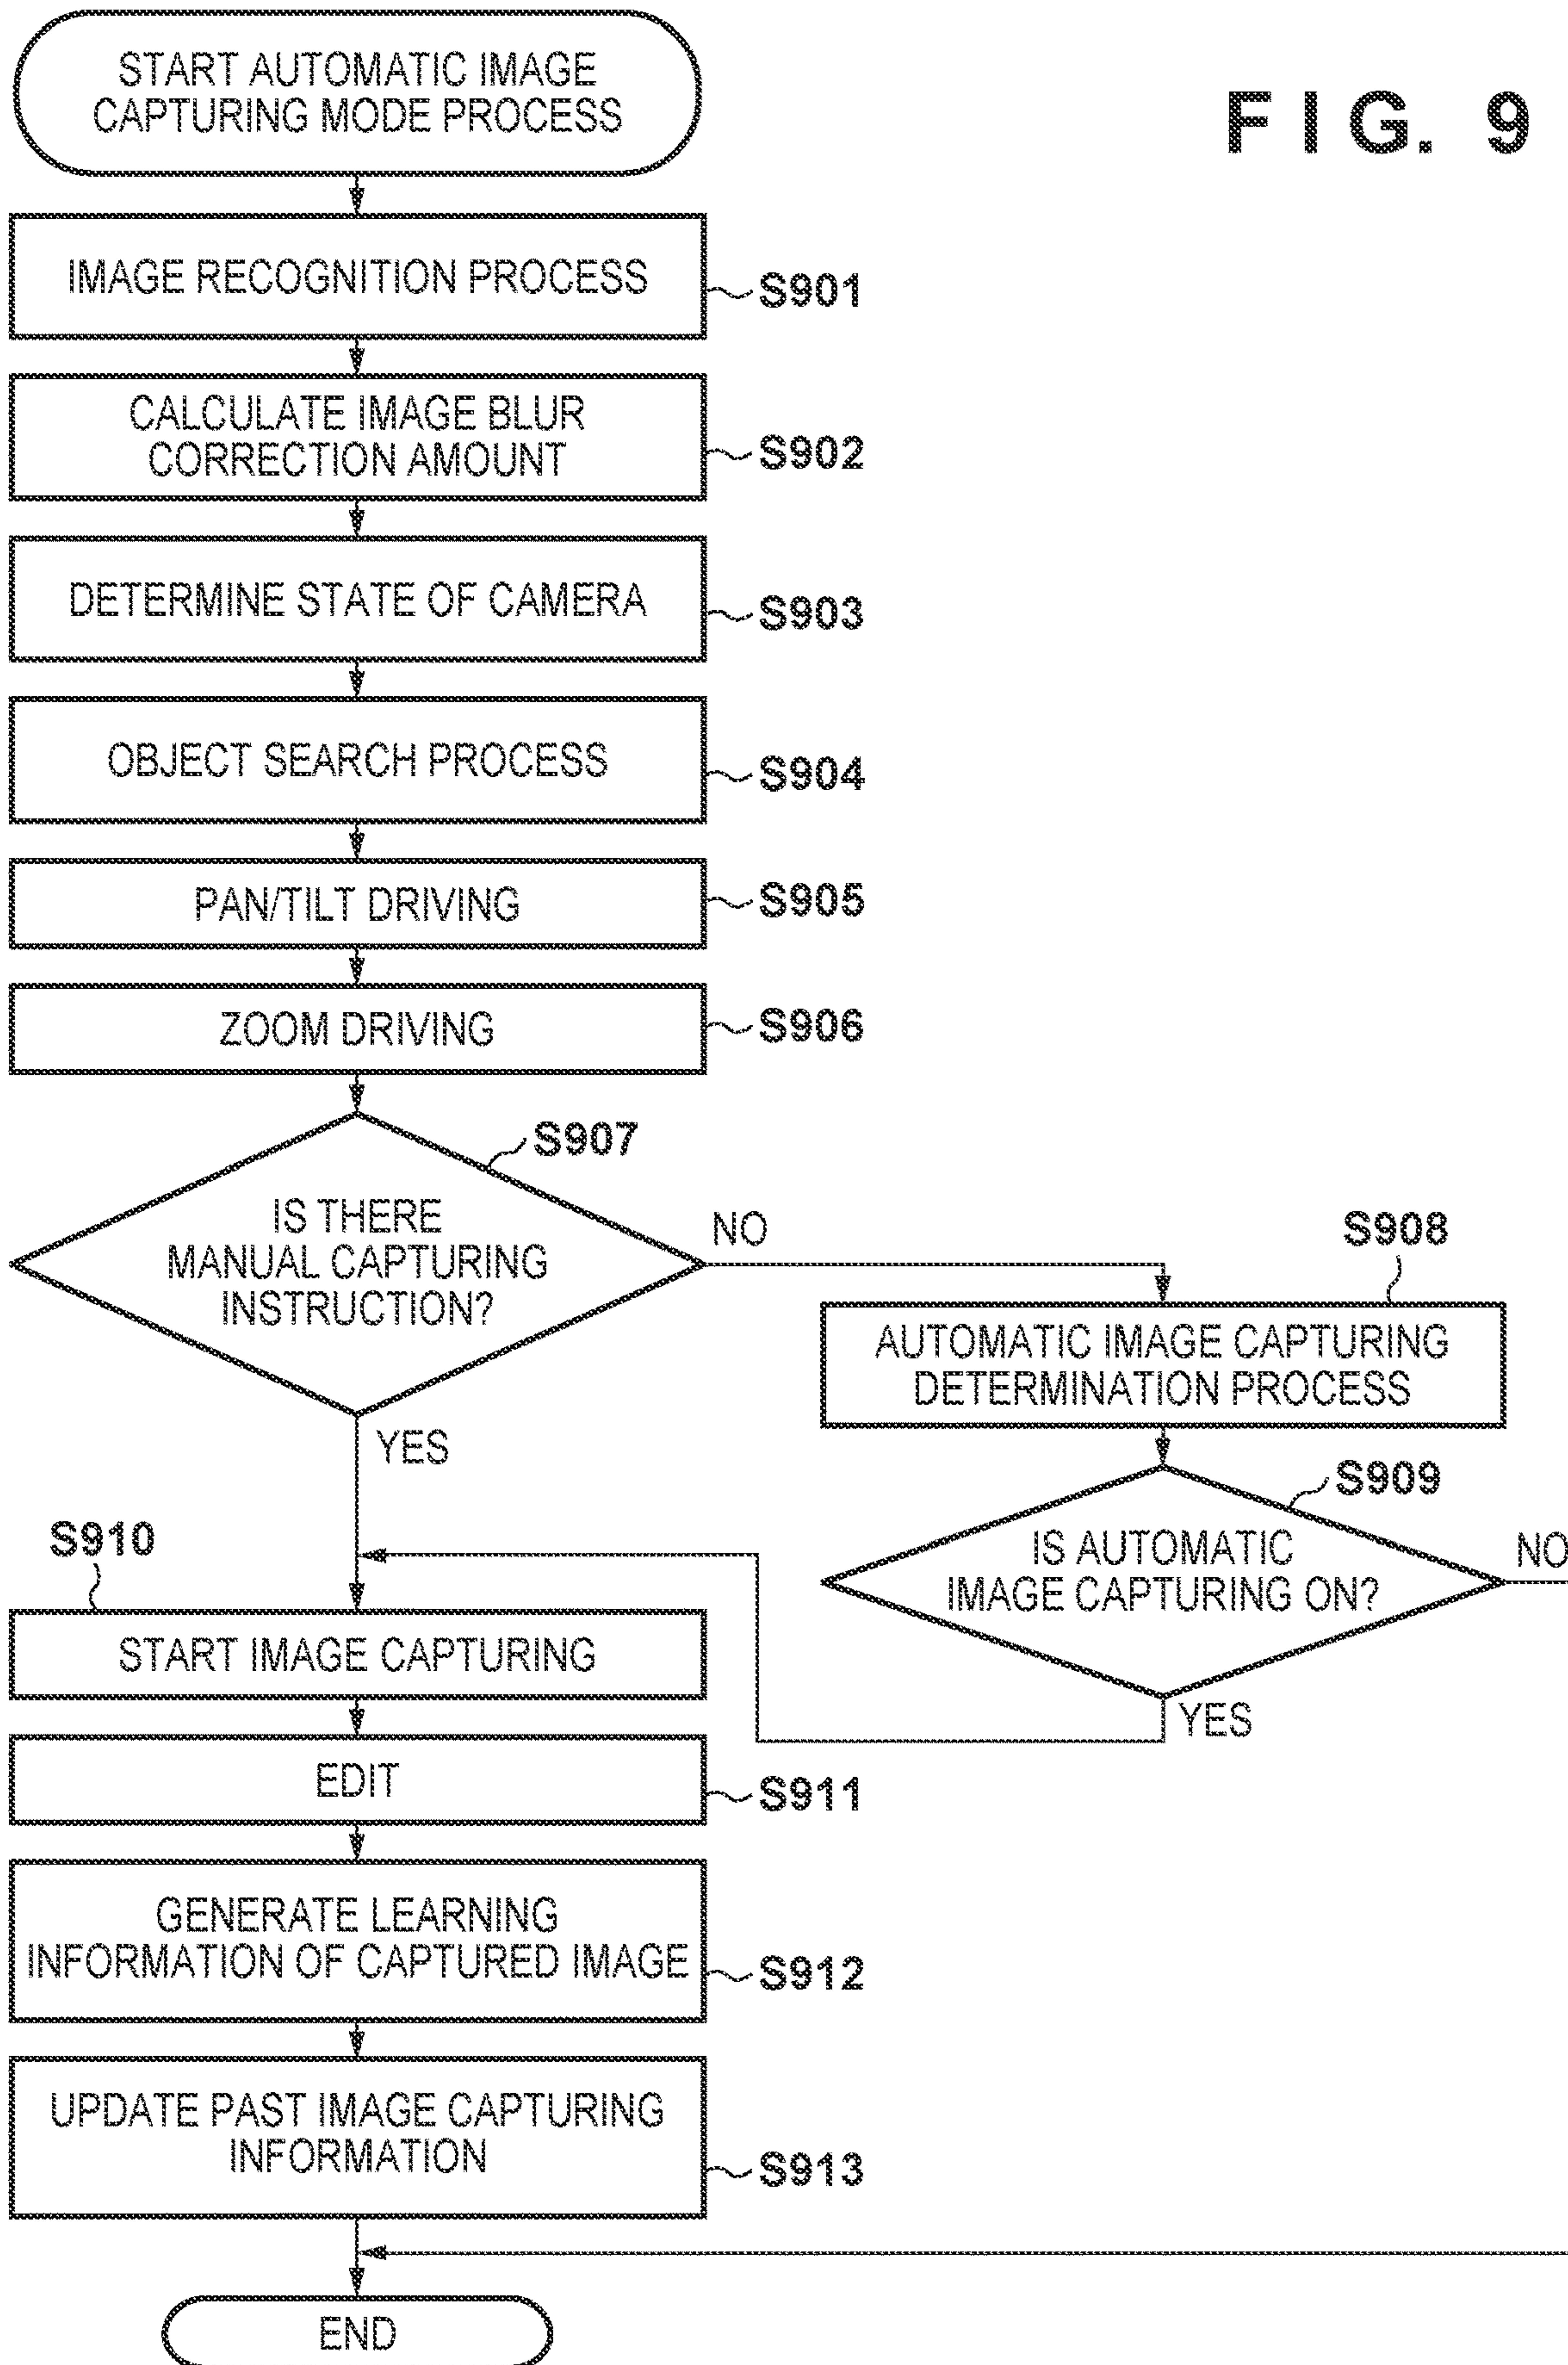 FIG. 9
START AUTOMATIC IMAGE
CAPTURING MODE PROCESS
IMAGE RECOGNITION PROCESS
S901
CALCULATE IMAGE BLUR
CORRECTION AMOUNT
S902
DETERMINE STATE OF CAMERA
S903
OBJECT SEARCH PROCESS
S904
PAN/TILT DRIVING
S905
ZOOM DRIVING
S906
S907
IS THERE
MANUAL CAPTURING
INSTRUCTION?
NO
YES
S908
AUTOMATIC IMAGE CAPTURING
DETERMINATION PROCESS
S909
IS AUTOMATIC
IMAGE CAPTURING ON?
NO
YES
S910
START IMAGE CAPTURING
EDIT
S911
GENERATE LEARNING
INFORMATION OF CAPTURED IMAGE
S912
UPDATE PAST IMAGE CAPTURING
INFORMATION
S913
END